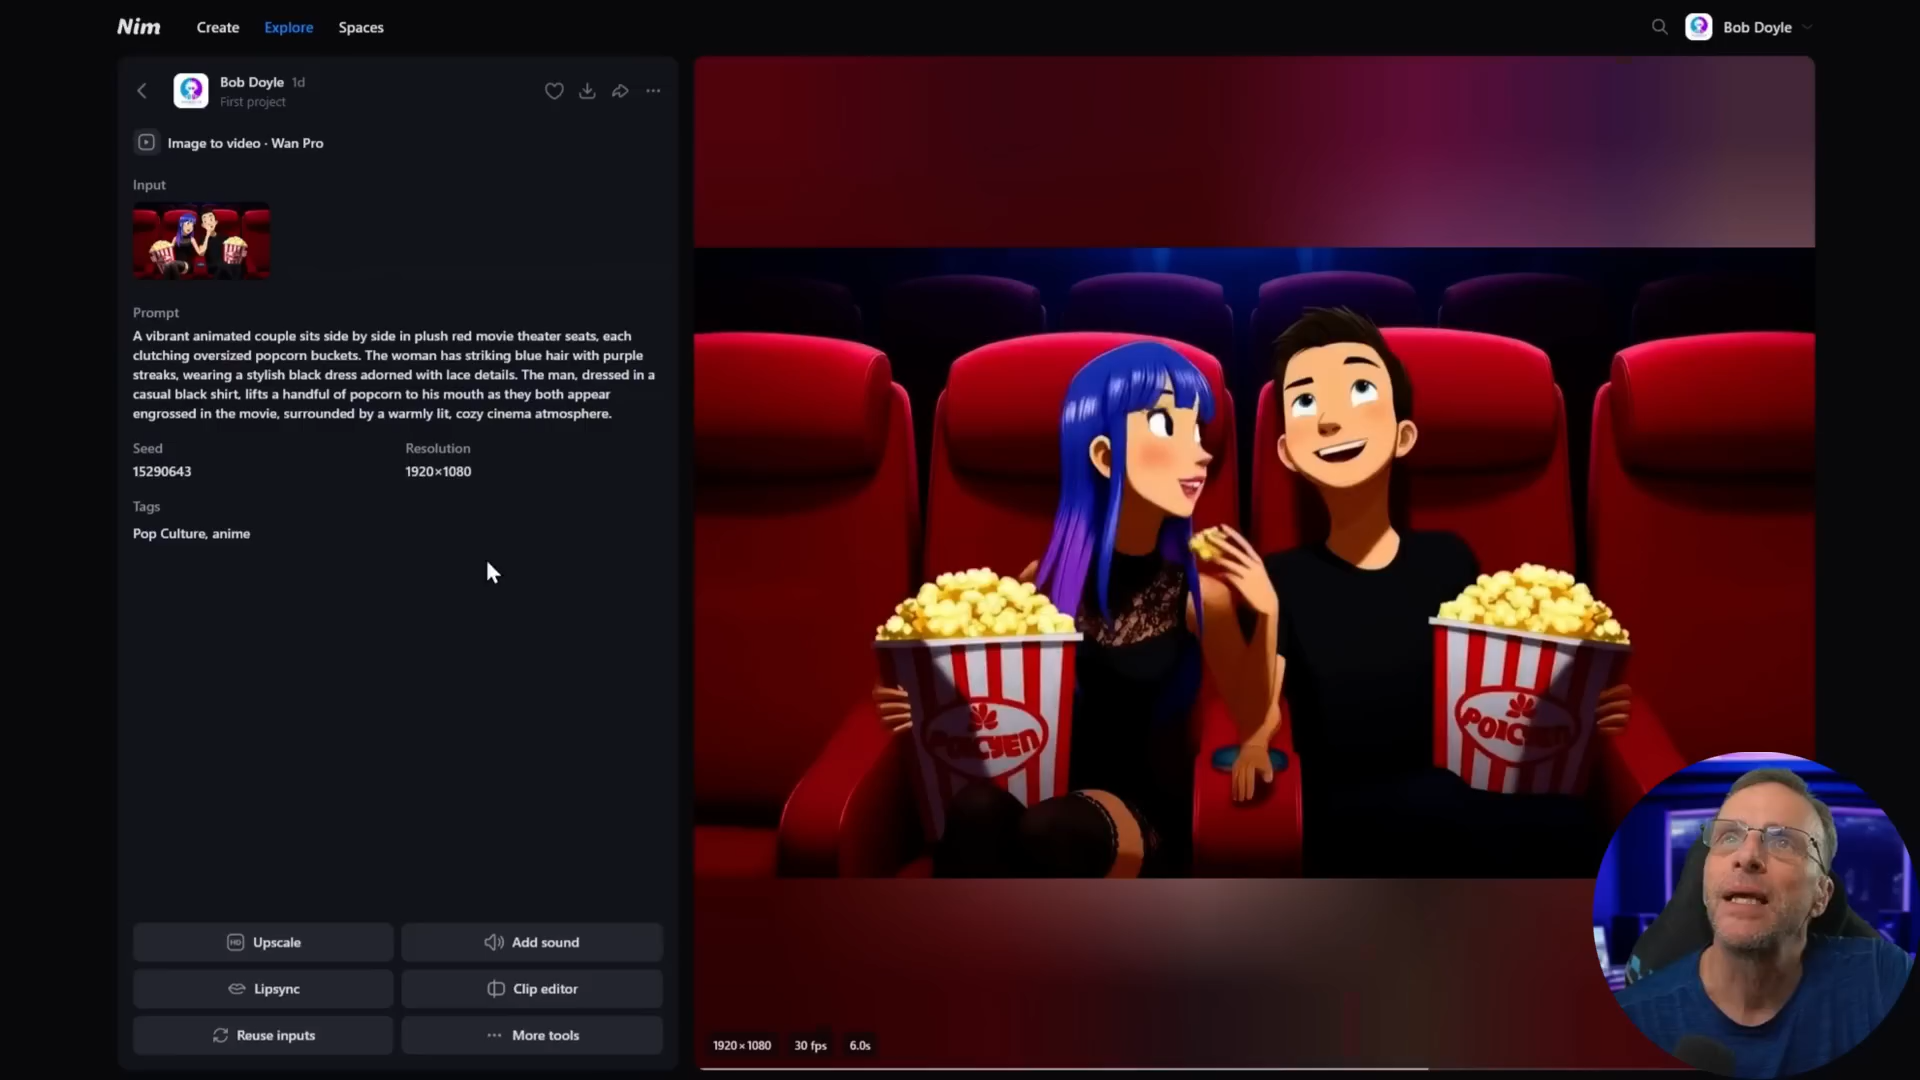 Nim
Create
Explore
Spaces
Bob Doyle
Bob Doyle 1d
First project
Image to video · Wan Pro
Input
Prompt
A vibrant animated couple sits side by side in plush red movie theater seats, each
clutching oversized popcorn buckets. The woman has striking blue hair with purple
streaks, wearing a stylish black dress adorned with lace details. The man, dressed in a
casual black shirt, lifts a handful of popcorn to his mouth as they both appear
engrossed in the movie, surrounded by a warmly lit, cozy cinema atmosphere.
Seed
Resolution
15290643
1920×1080
Tags
Pop Culture, anime
Upscale
Add sound
Lipsync
Clip editor
Reuse inputs
More tools
1920×1080
30 fps
6.0s